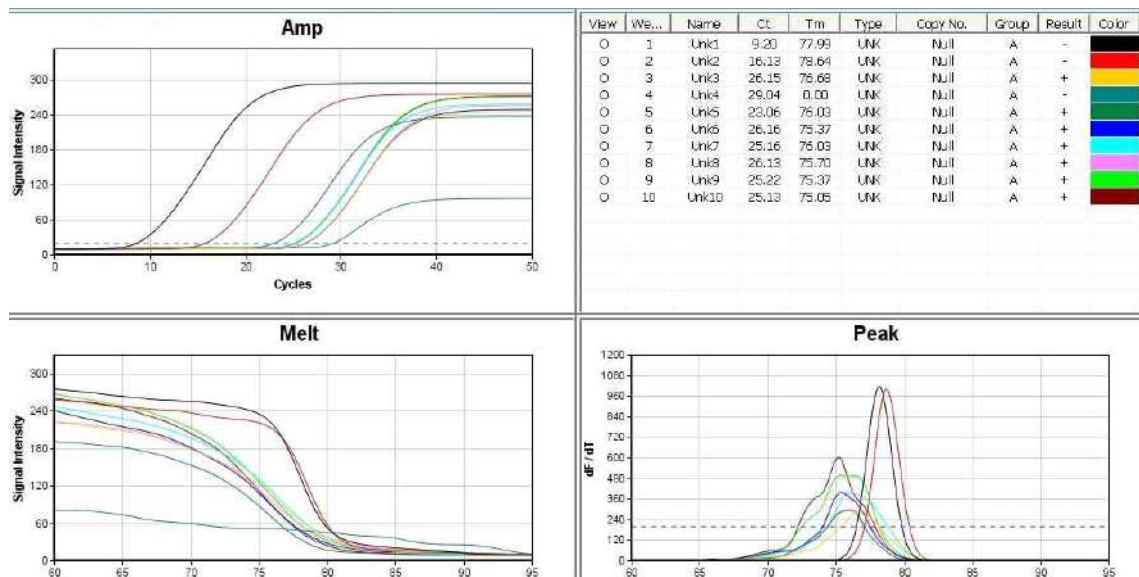 Amp
Signal Intensity
300
240
180
120
60
0
0 10 20 30 40 50
Cycles
View We... Name Ct Tm Type Copy No. Group Result Color
O 1 Unk1 9.20 77.99 UNK Null A -
O 2 Unk2 16.13 78.64 UNK Null A -
O 3 Unk3 26.15 76.68 UNK Null A +
O 4 Unk4 29.04 0.00 UNK Null A -
O 5 Unk5 23.06 76.03 UNK Null A +
O 6 Unk6 26.16 75.37 UNK Null A +
O 7 Unk7 25.16 76.03 UNK Null A +
O 8 Unk8 26.13 75.70 UNK Null A +
O 9 Unk9 25.22 75.37 UNK Null A +
O 10 Unk10 25.13 75.05 UNK Null A +
Melt
Signal Intensity
300
240
180
120
60
0
60 65 70 75 80 85 90 95
Peak
dF / dT
1200
1080
960
840
720
600
480
360
240
120
0
60 65 70 75 80 85 90 95